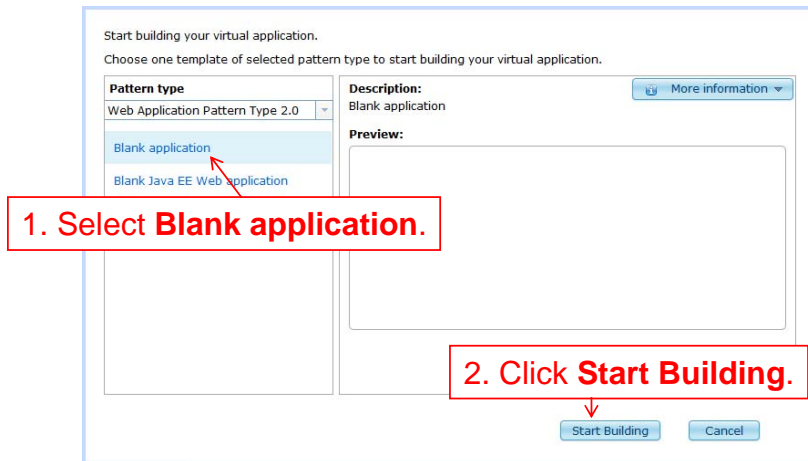 Start building your virtual application.
Choose one template of selected pattern type to start building your virtual application.
Pattern type
Web Application Pattern Type 2.0
Blank application
Blank Java EE Web application
Description:
More information
Blank application
Preview:
1. Select Blank application.
2. Click Start Building.
Start Building
Cancel